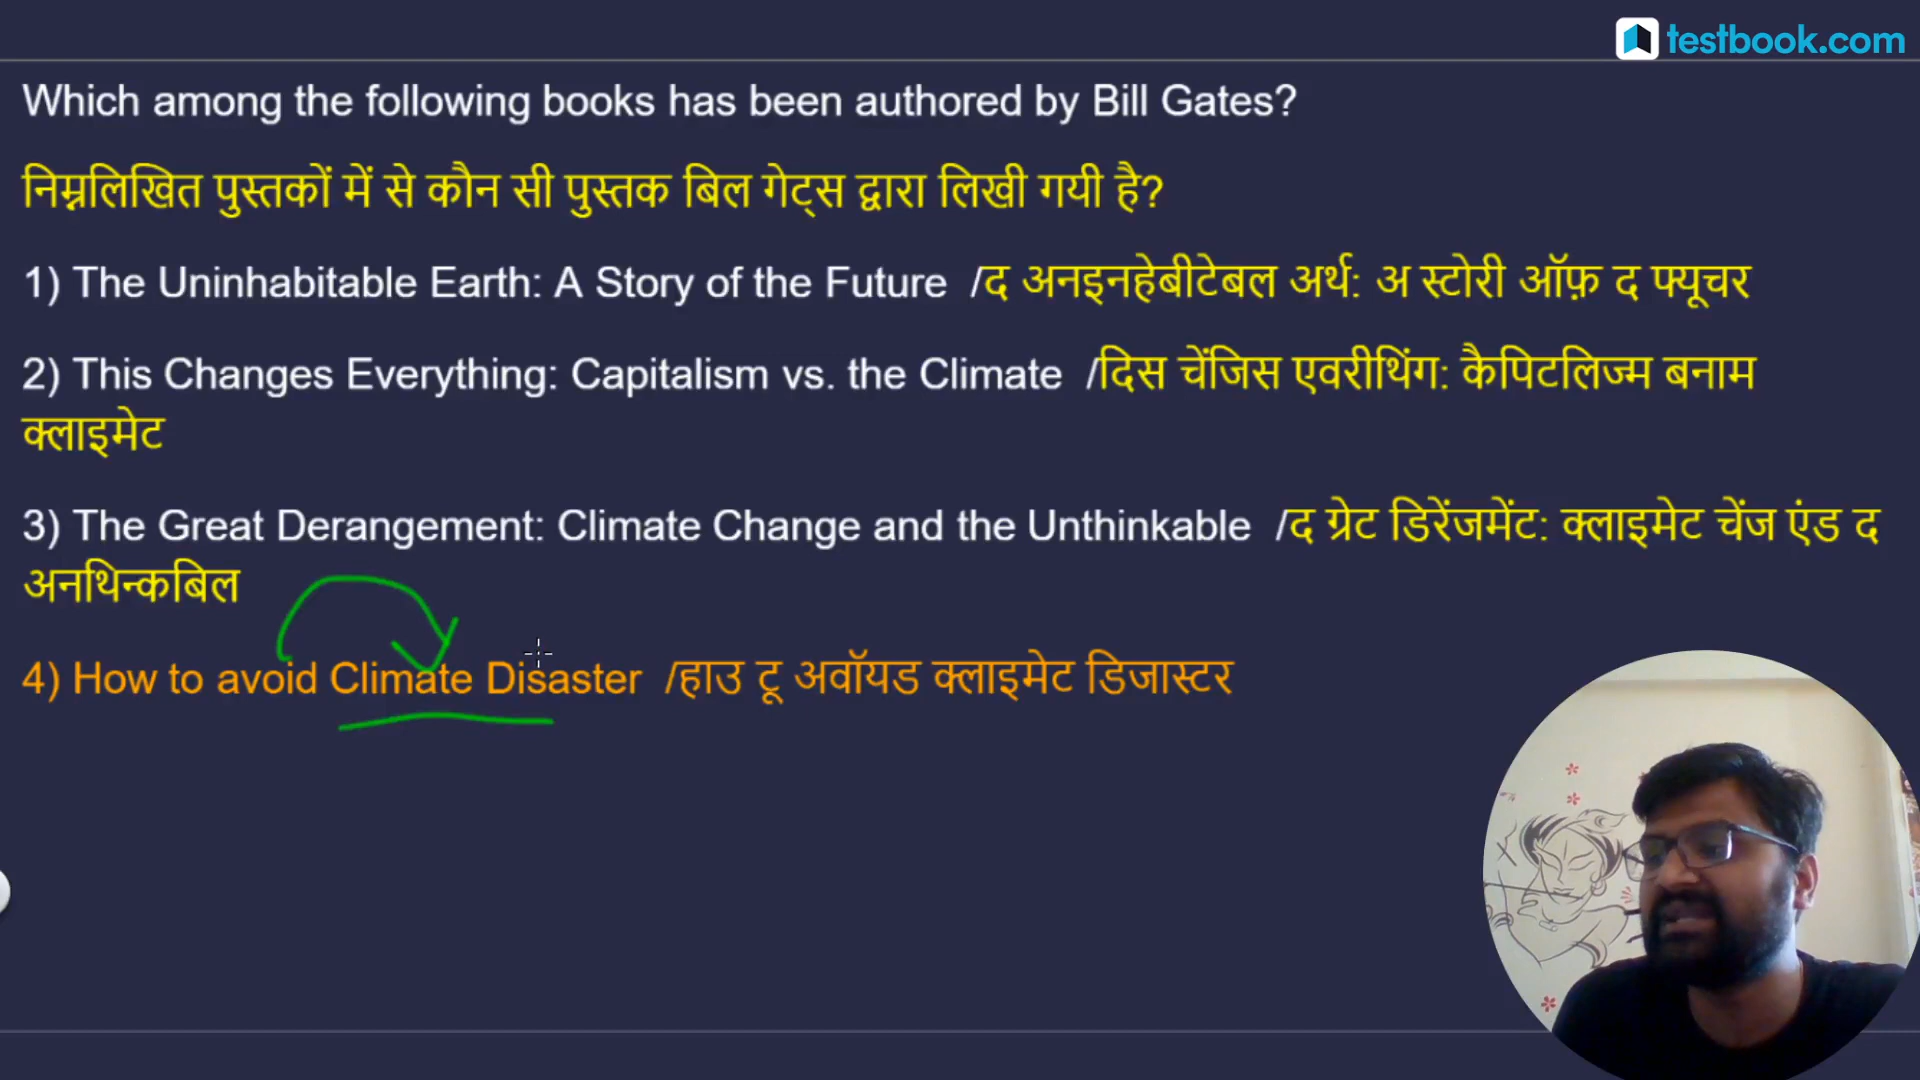 testbook.com
Which among the following books has been authored by Bill Gates?
निम्नलिखित पुस्तकों में से कौन सी पुस्तक बिल गेट्स द्वारा लिखी गयी है?
1) The Uninhabitable Earth: A Story of the Future /द अनइनहेबीटेबल अर्थ: अ स्टोरी ऑफ़ द फ्यूचर
2) This Changes Everything: Capitalism vs. the Climate /दिस चेंजिस एवरीथिंग: कैपिटलिज्म बनाम
क्लाइमेट
3) The Great Derangement: Climate Change and the Unthinkable /द ग्रेट डिरेंजमेंट: क्लाइमेट चेंज एंड द
अनथिन्कबिल
4) How to avoid Climate Disaster /हाउ टू अवॉयड क्लाइमेट डिजास्टर